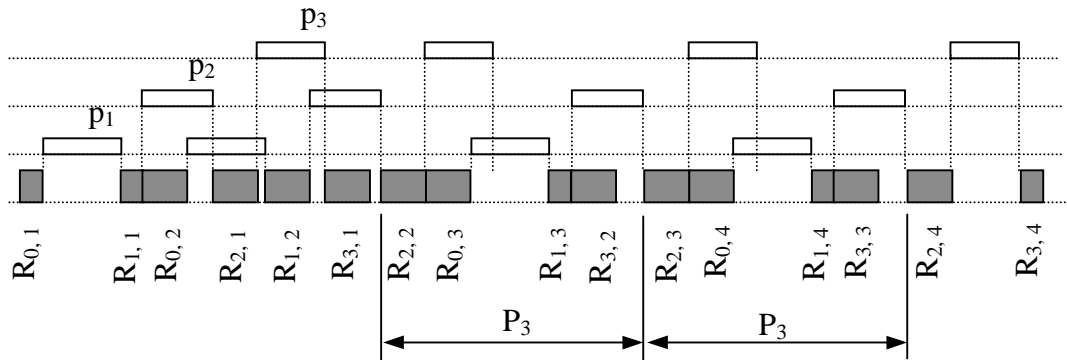 p3
p2
p1
R0, 1
R1, 1
R0, 2
R2, 1
R1, 2
R3, 1
R2, 2
R0, 3
R1, 3
R3, 2
R2, 3
R0, 4
R1, 4
R3, 3
R2, 4
R3, 4
P3
P3